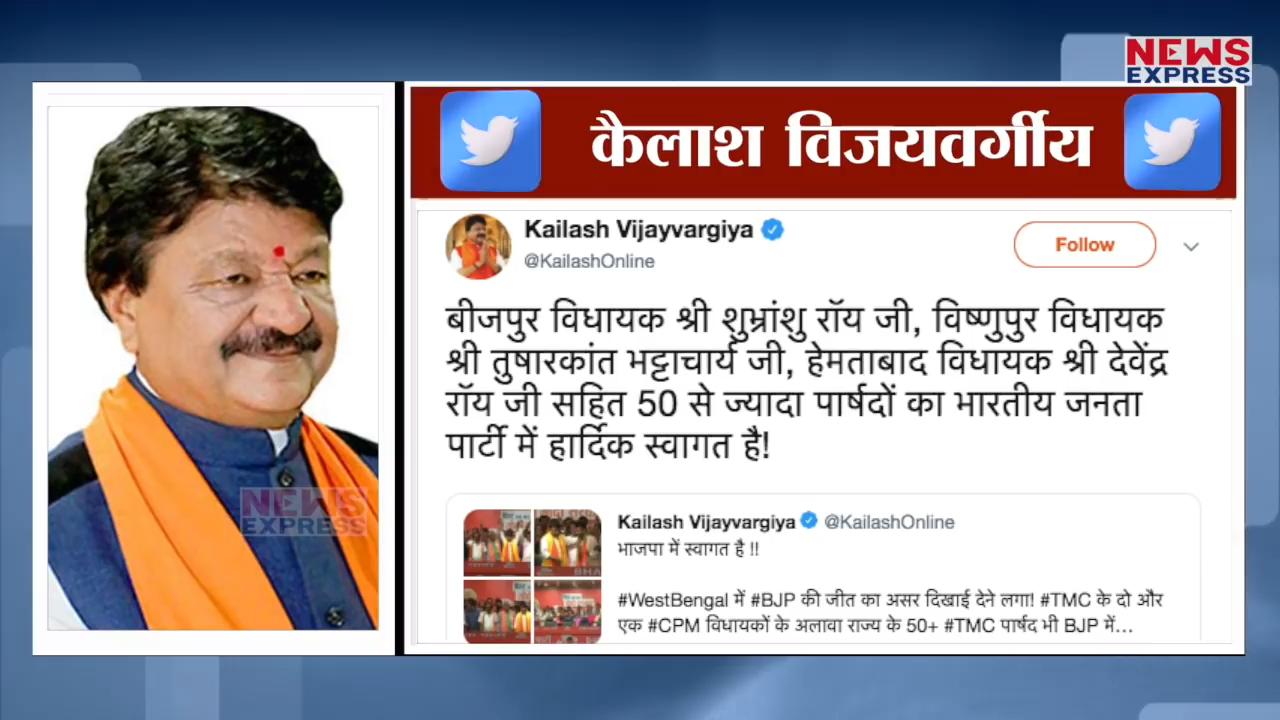 NEWS
EXPRESS
कैलाश विजयवर्गीय
Kailash Vijayvargiya
@KailashOnline
Follow
बीजपुर विधायक श्री शुभ्रांशु रॉय जी, विष्णुपुर विधायक
श्री तुषारकांत भट्टाचार्य जी, हेमताबाद विधायक श्री देवेंद्र
रॉय जी सहित 50 से ज्यादा पार्षदों का भारतीय जनता
पार्टी में हार्दिक स्वागत है!
Kailash Vijayvargiya @KailashOnline
भाजपा में स्वागत है !!
#WestBengal में #BJP की जीत का असर दिखाई देने लगा! #TMC के दो और
एक #CPM विधायकों के अलावा राज्य के 50+ #TMC पार्षद भी BJP में...
NEWS
EXPRESS